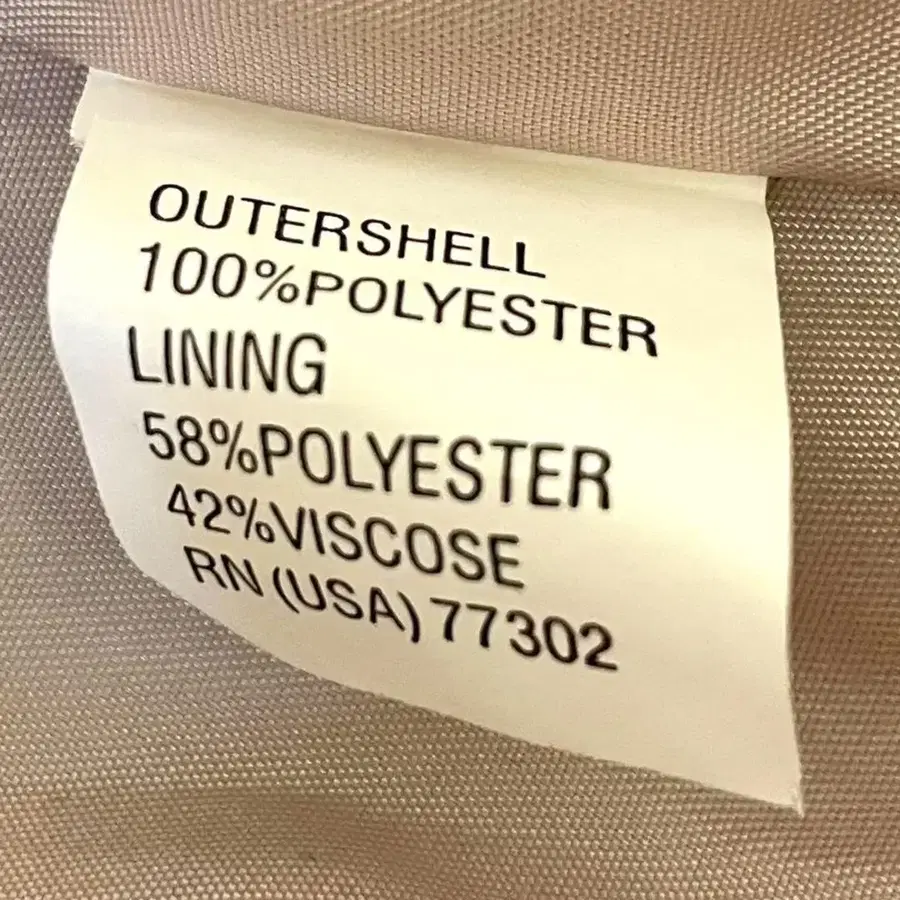 OUTERSHELL
100%POLYESTER
LINING
58%POLYESTER
42%VISCOSE
RN (USA) 77302